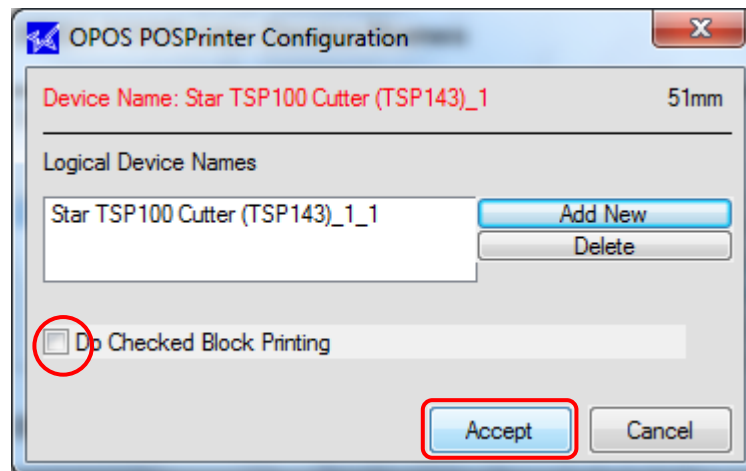 OPOS POSPrinter Configuration
Device Name: Star TSP100 Cutter (TSP143)_1 51mm
Logical Device Names
Star TSP100 Cutter (TSP143)_1_1
Add New
Delete
Do Checked Block Printing
Accept Cancel